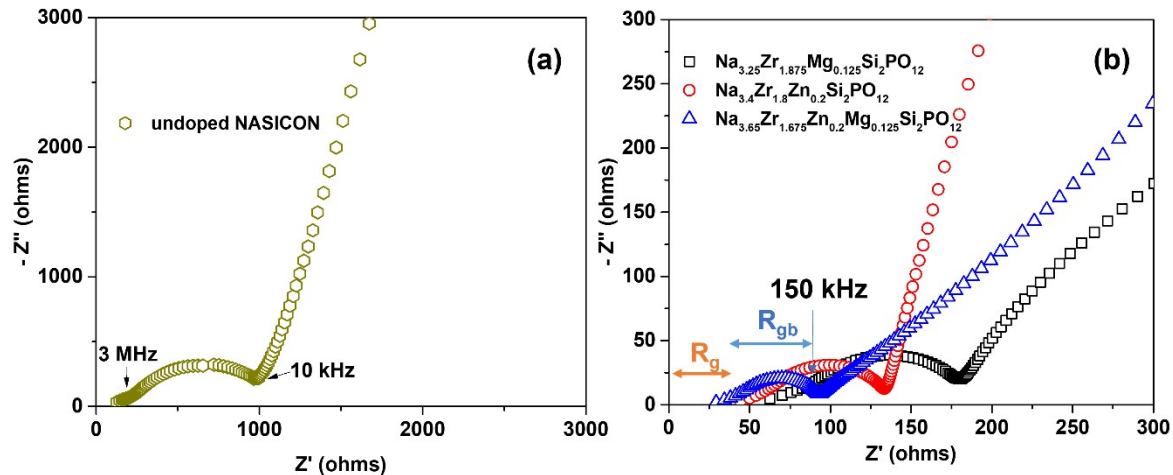 (a)
undoped NASICON
3 MHz
10 kHz
3000
2000
1000
0
- Z'' (ohms)
0
1000
2000
3000
Z' (ohms)
(b)
Na3.25Zr1.875Mg0.125Si2PO12
Na3.4Zr1.8Zn0.2Si2PO12
Na3.65Zr1.675Zn0.2Mg0.125Si2PO12
150 kHz
Rgb
Rg
300
250
200
150
100
50
0
- Z'' (ohms)
0
50
100
150
200
250
300
Z' (ohms)